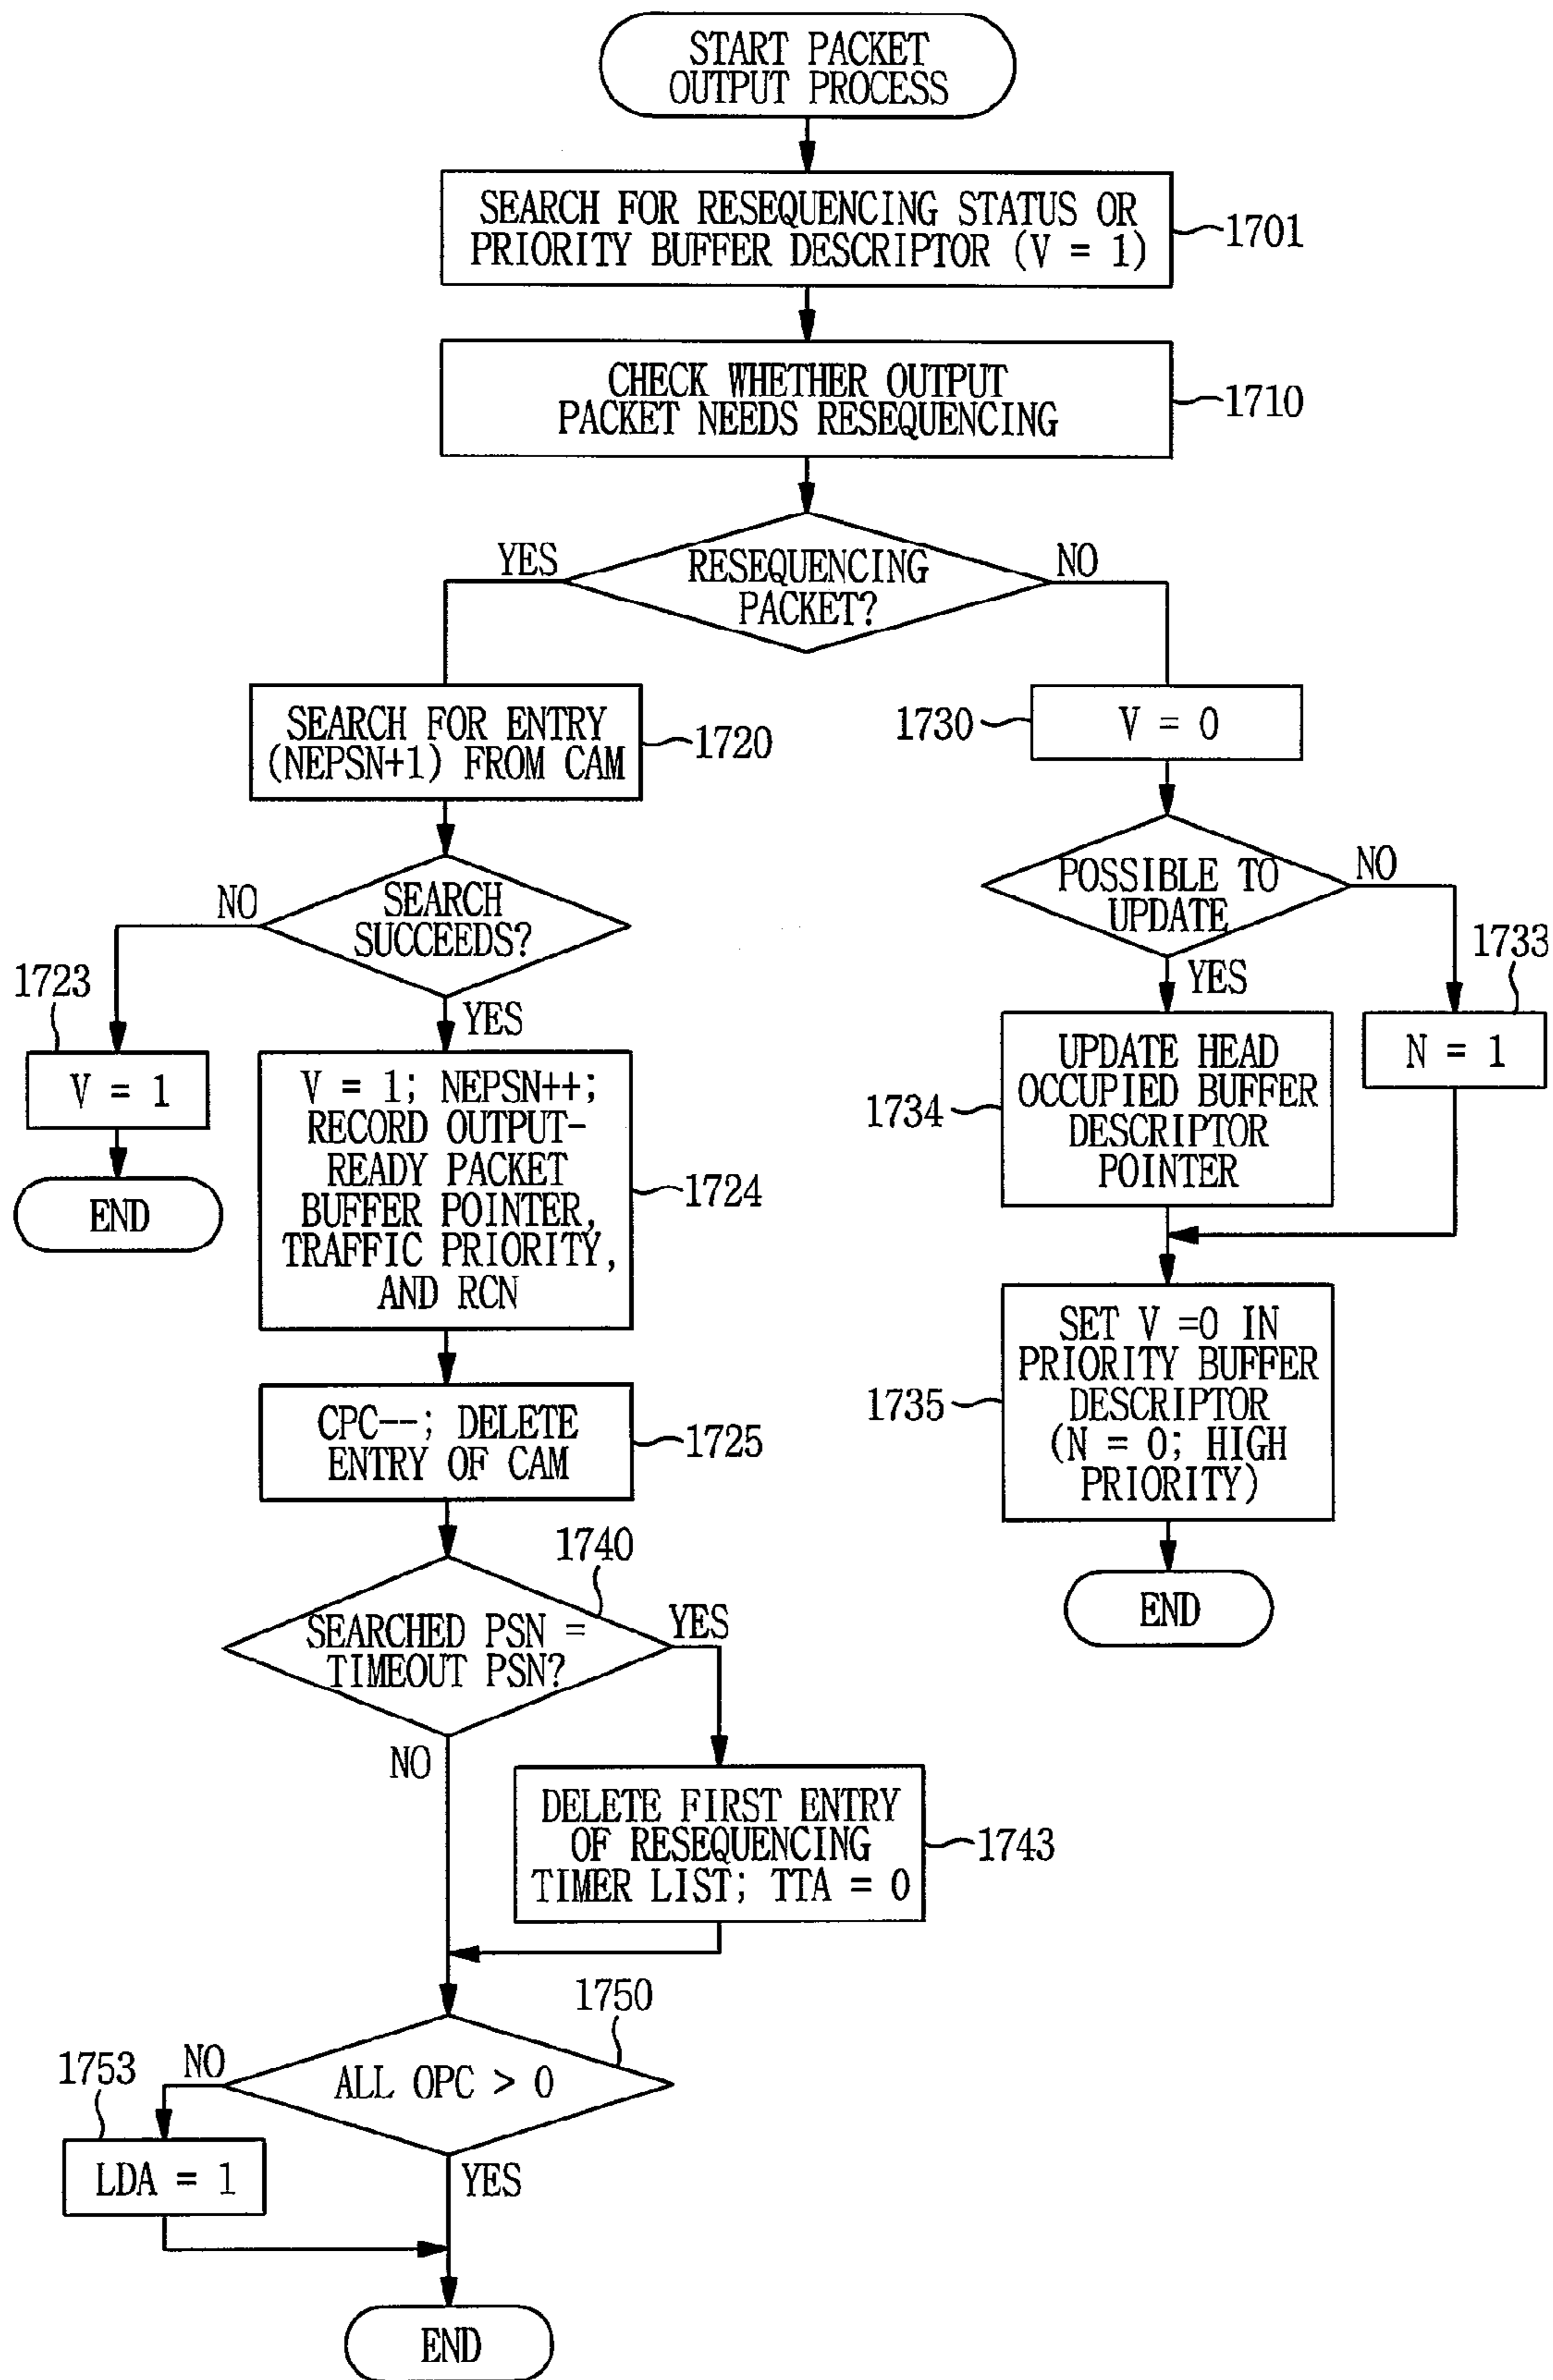 START PACKET
OUTPUT PROCESS
SEARCH FOR RESEQUENCING STATUS OR
PRIORITY BUFFER DESCRIPTOR (V = 1)
1701
CHECK WHETHER OUTPUT
PACKET NEEDS RESEQUENCING
1710
YES
RESEQUENCING
PACKET?
NO
SEARCH FOR ENTRY
(NEPSN+1) FROM CAM
1720
1730
V = 0
NO
SEARCH
SUCCEEDS?
YES
POSSIBLE TO
UPDATE
NO
YES
1723
V = 1
END
V = 1; NEPSN++;
RECORD OUTPUT-
READY PACKET
BUFFER POINTER,
TRAFFIC PRIORITY,
AND RCN
1724
1733
N = 1
UPDATE HEAD
OCCUPIED BUFFER
DESCRIPTOR
POINTER
1734
SET V =0 IN
PRIORITY BUFFER
DESCRIPTOR
(N = 0; HIGH
PRIORITY)
1735
END
CPC--; DELETE
ENTRY OF CAM
1725
1740
SEARCHED PSN =
TIMEOUT PSN?
YES
NO
DELETE FIRST ENTRY
OF RESEQUENCING
TIMER LIST; TTA = 0
1743
1750
ALL OPC > 0
NO
1753
LDA = 1
YES
END